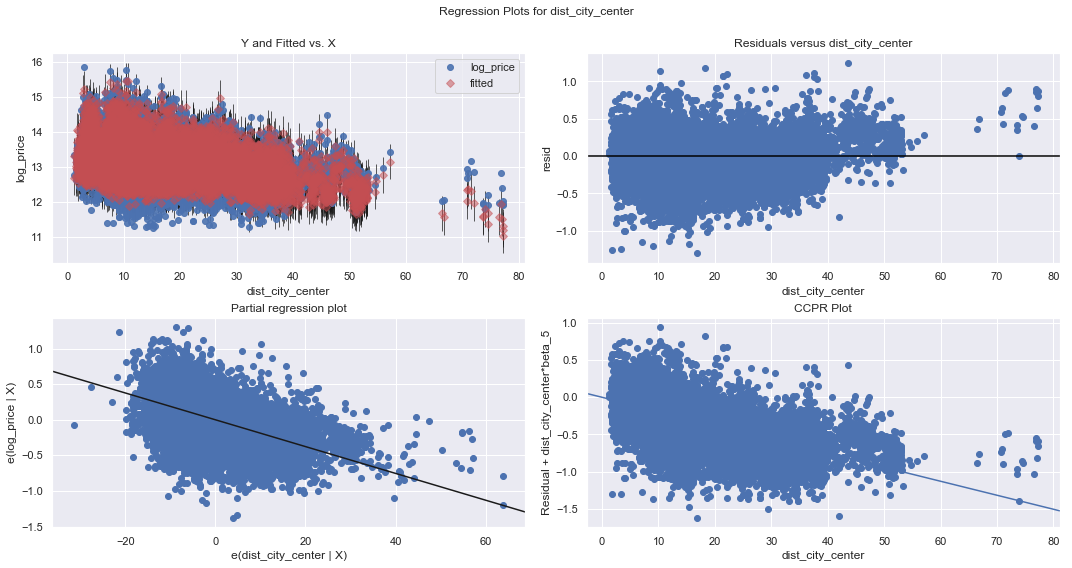 Regression Plots for dist_city_center
Y and Fitted vs. X
log_price
16
15
14
13
12
11
log_price
fitted
0 10 20 30 40 50 60 70 80
dist_city_center
Residuals versus dist_city_center
resid
1.0
0.5
0.0
−0.5
−1.0
0 10 20 30 40 50 60 70 80
dist_city_center
Partial regression plot
e(log_price | X)
1.0
0.5
0.0
−0.5
−1.0
−1.5
−20 0 20 40 60
e(dist_city_center | X)
CCPR Plot
Residual + dist_city_center*beta_5
1.0
0.5
0.0
−0.5
−1.0
−1.5
0 10 20 30 40 50 60 70 80
dist_city_center